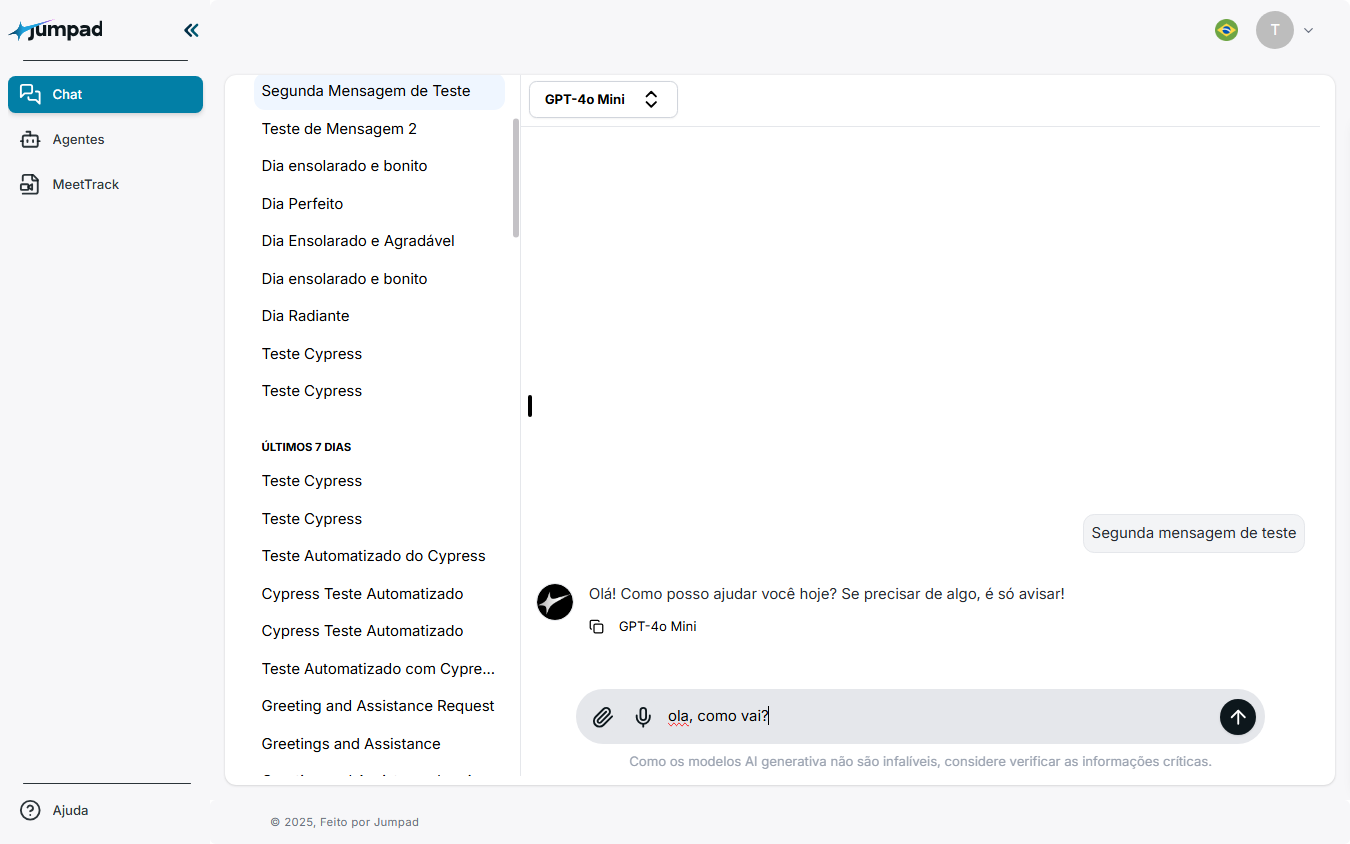 Jumpad
T
Chat
Agentes
MeetTrack
Segunda Mensagem de Teste
Teste de Mensagem 2
Dia ensolarado e bonito
Dia Perfeito
Dia Ensolarado e Agradável
Dia ensolarado e bonito
Dia Radiante
Teste Cypress
Teste Cypress
ÚLTIMOS 7 DIAS
Teste Cypress
Teste Cypress
Teste Automatizado do Cypress
Cypress Teste Automatizado
Cypress Teste Automatizado
Teste Automatizado com Cypre...
Greeting and Assistance Request
Greetings and Assistance
GPT-4o Mini
Segunda mensagem de teste
Olá! Como posso ajudar você hoje? Se precisar de algo, é só avisar!
GPT-4o Mini
ola, como vai?
Como os modelos AI generativa não são infalíveis, considere verificar as informações críticas.
Ajuda
© 2025, Feito por Jumpad